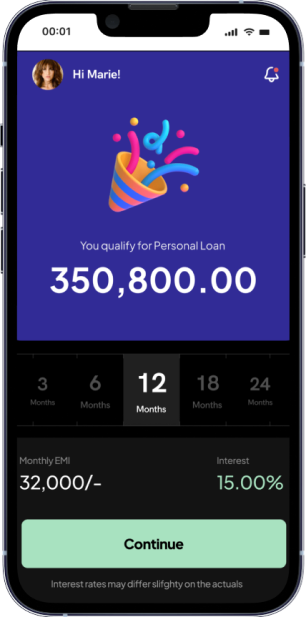 00:01
Hi Marie!
You qualify for Personal Loan
350,800.00
3 6 12 18 24
Months Months Months Months Months
Monthly EMI Interest
32,000/- 15.00%
Continue
Interest rates may differ slifghty on the actuals